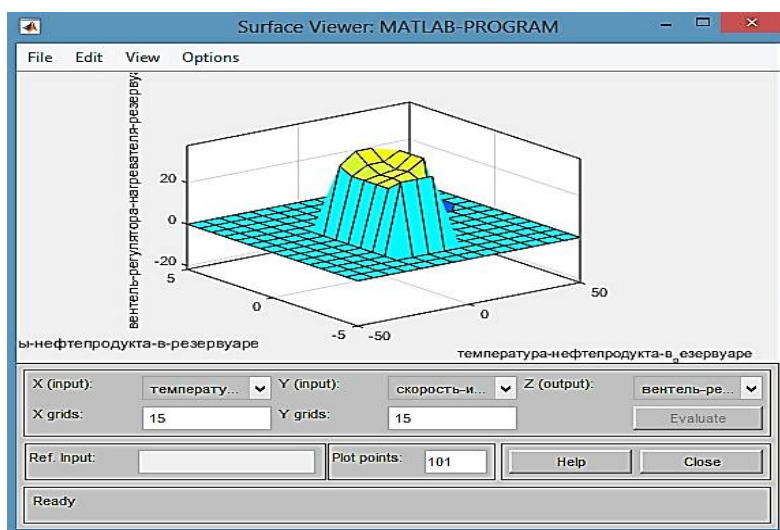 Surface Viewer: MATLAB-PROGRAM
File Edit View Options
вентель-регулятора-нагревателя-резерву
20
0
-20
5
0
-5
-50
0
50
ы-нефтепродукта-в-резервуаре
температура-нефтепродукта-в езервуаре
X (input): температу... Y (input): скорость-и... Z (output): вентель-ре...
X grids: 15 Y grids: 15 Evaluate
Ref. Input: Plot points: 101 Help Close
Ready